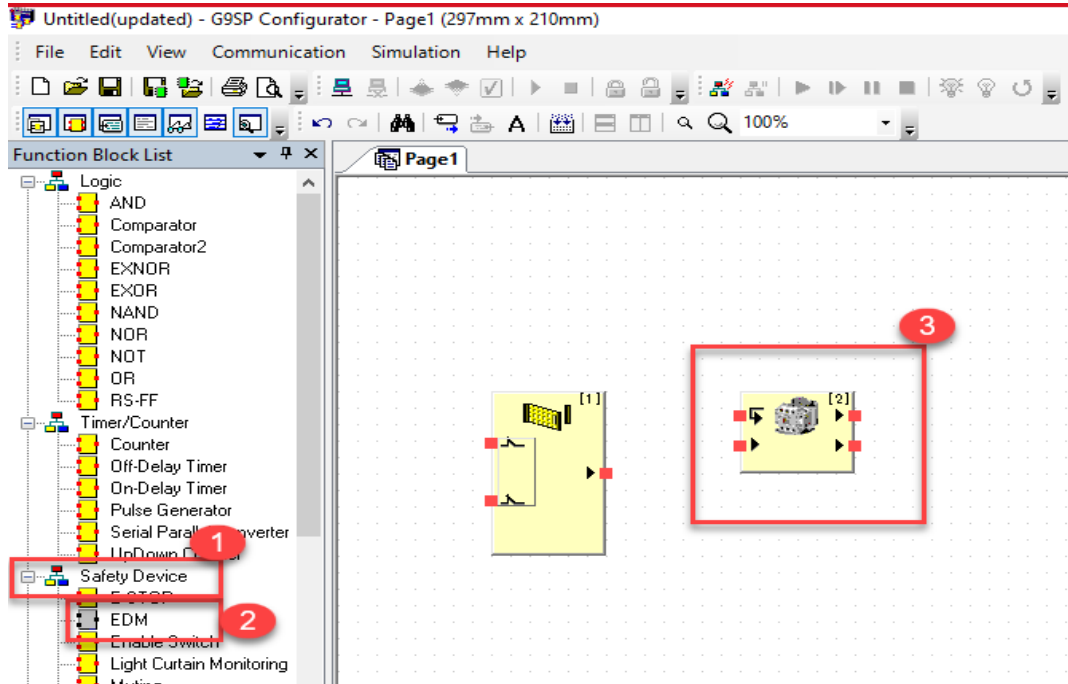 Untitled(updated) - G9SP Configurator - Page1 (297mm x 210mm)
File Edit View Communication Simulation Help
A 100%
Function Block List
Page1
Logic
AND
Comparator
Comparator2
EXNOR
EXOR
NAND
NOR
NOT
OR
RS-FF
Timer/Counter
Counter
Off-Delay Timer
On-Delay Timer
Pulse Generator
Serial
1
Safety Device
EDM
2
Enable Switch
Light Curtain Monitoring
Muting
[1]
[2]
3